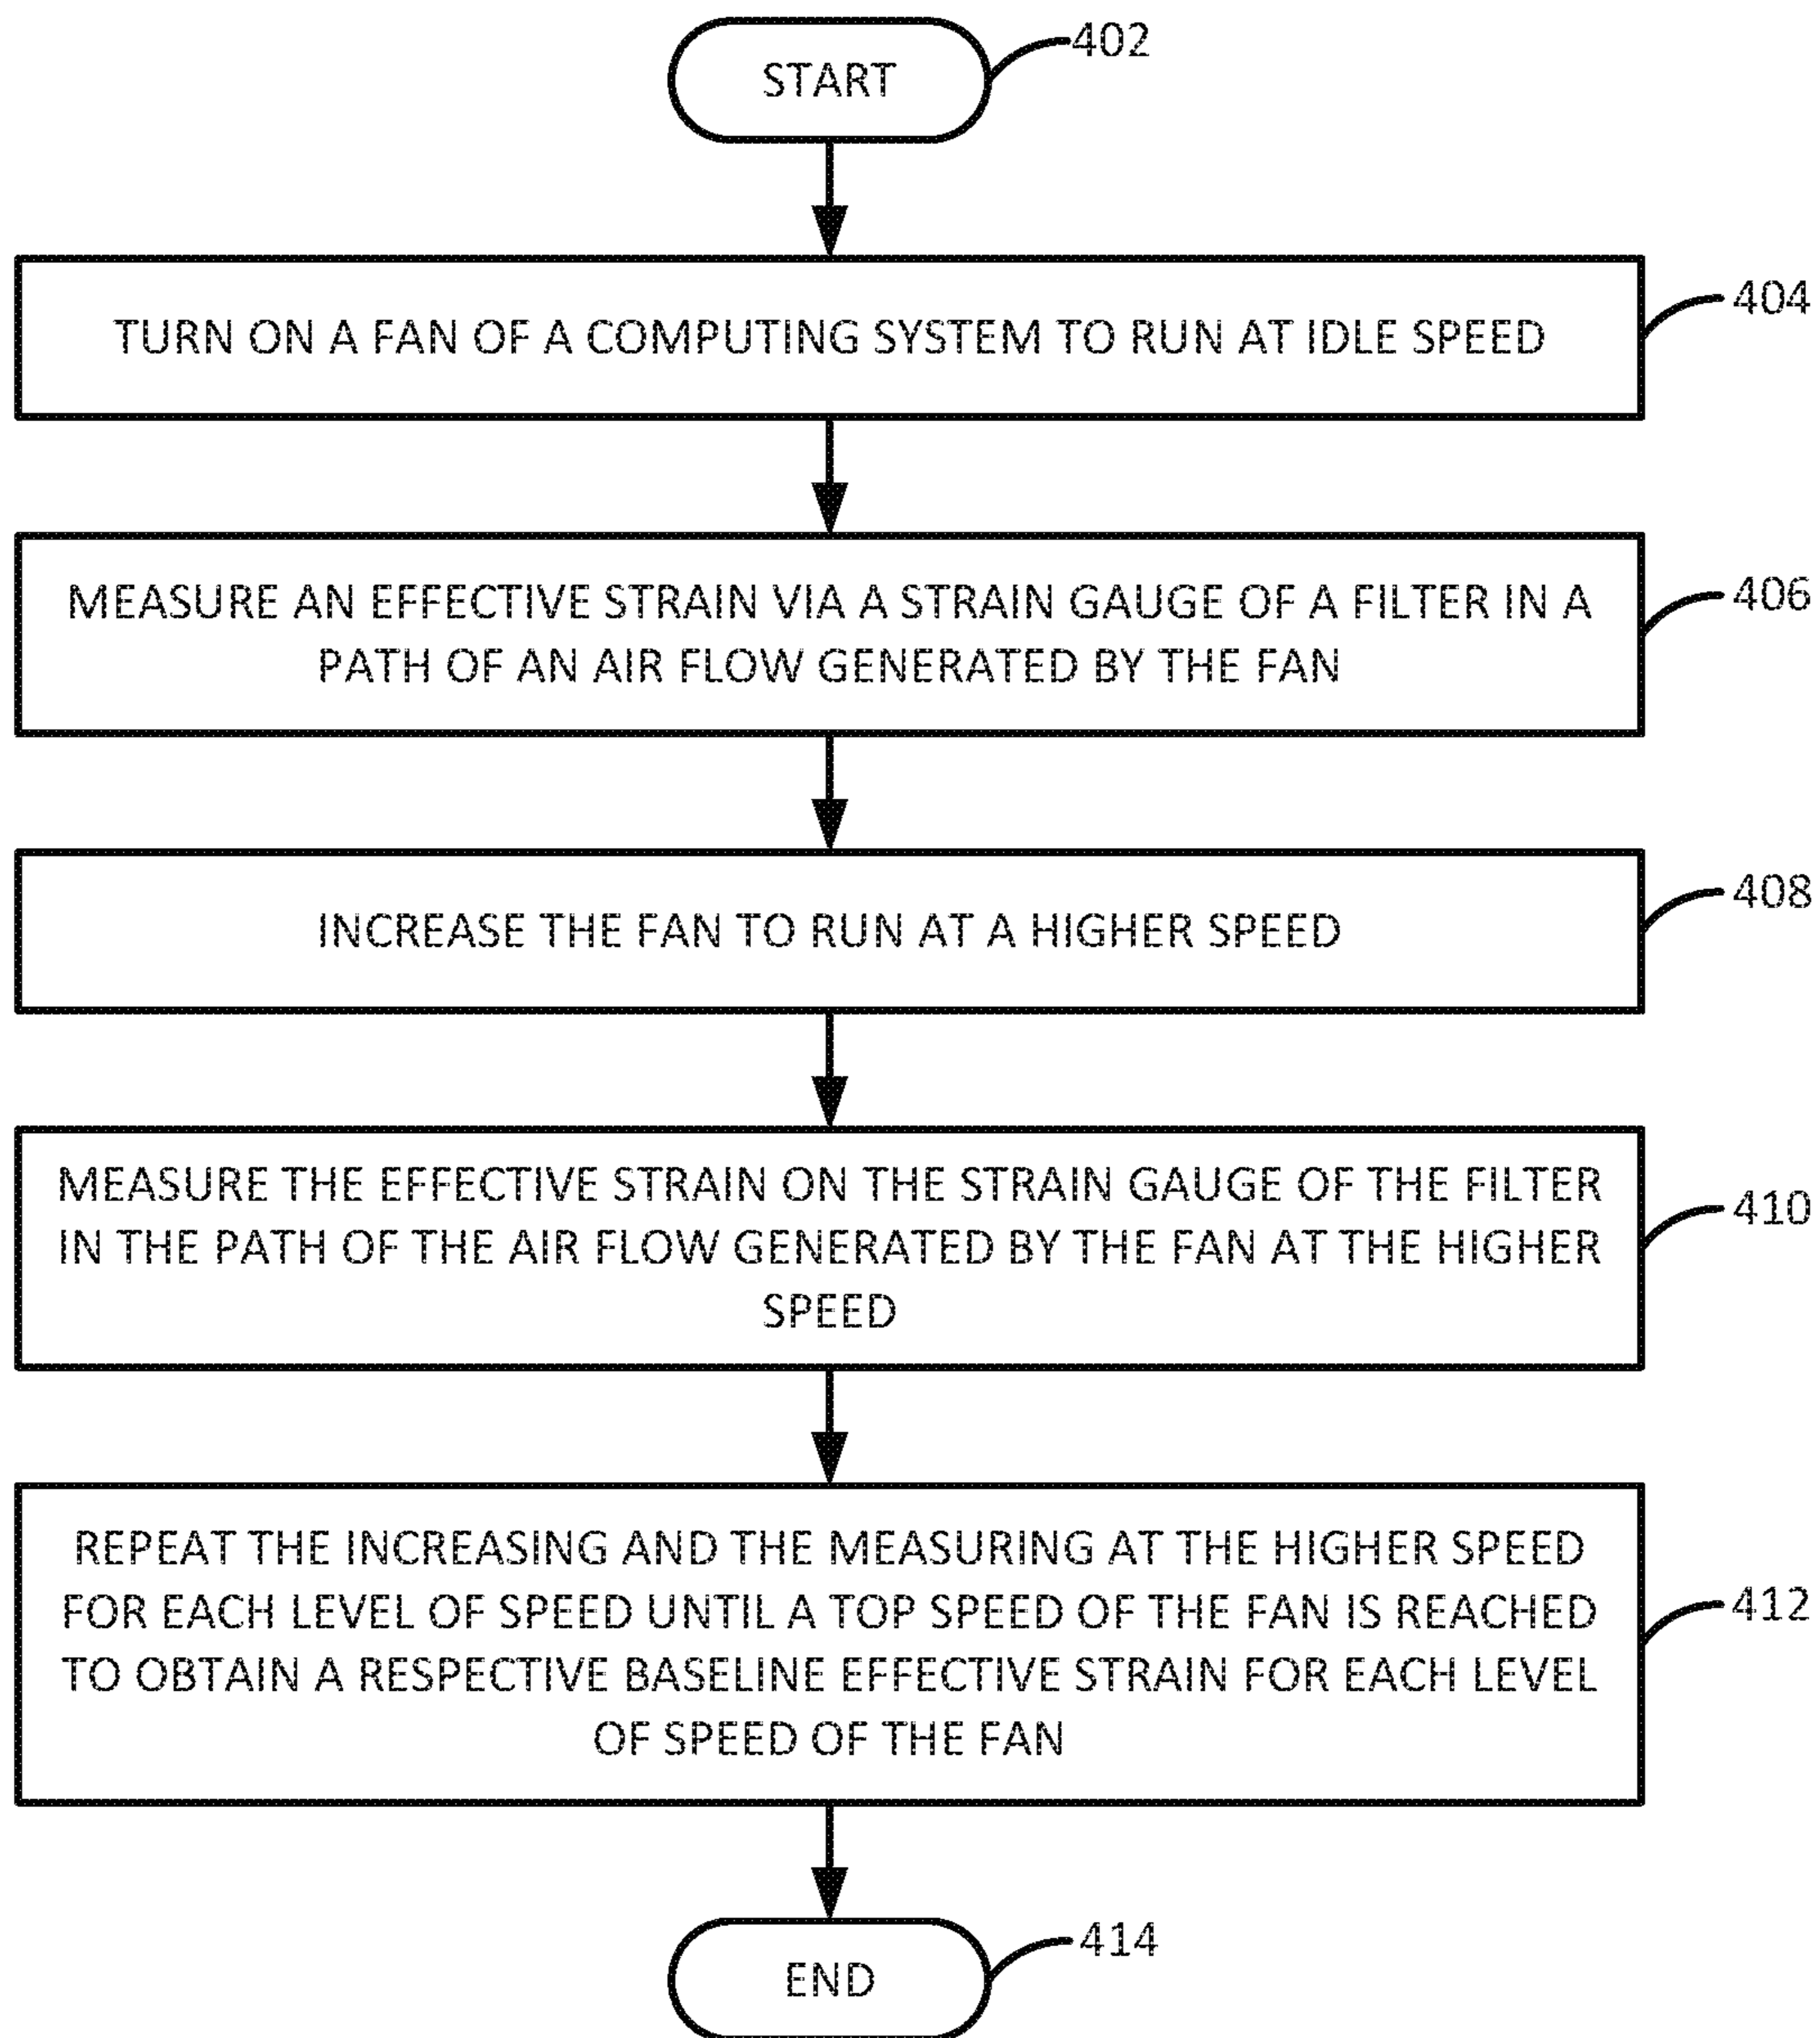 START
402
TURN ON A FAN OF A COMPUTING SYSTEM TO RUN AT IDLE SPEED
404
MEASURE AN EFFECTIVE STRAIN VIA A STRAIN GAUGE OF A FILTER IN A
PATH OF AN AIR FLOW GENERATED BY THE FAN
406
INCREASE THE FAN TO RUN AT A HIGHER SPEED
408
MEASURE THE EFFECTIVE STRAIN ON THE STRAIN GAUGE OF THE FILTER
IN THE PATH OF THE AIR FLOW GENERATED BY THE FAN AT THE HIGHER
SPEED
410
REPEAT THE INCREASING AND THE MEASURING AT THE HIGHER SPEED
FOR EACH LEVEL OF SPEED UNTIL A TOP SPEED OF THE FAN IS REACHED
TO OBTAIN A RESPECTIVE BASELINE EFFECTIVE STRAIN FOR EACH LEVEL
OF SPEED OF THE FAN
412
END
414